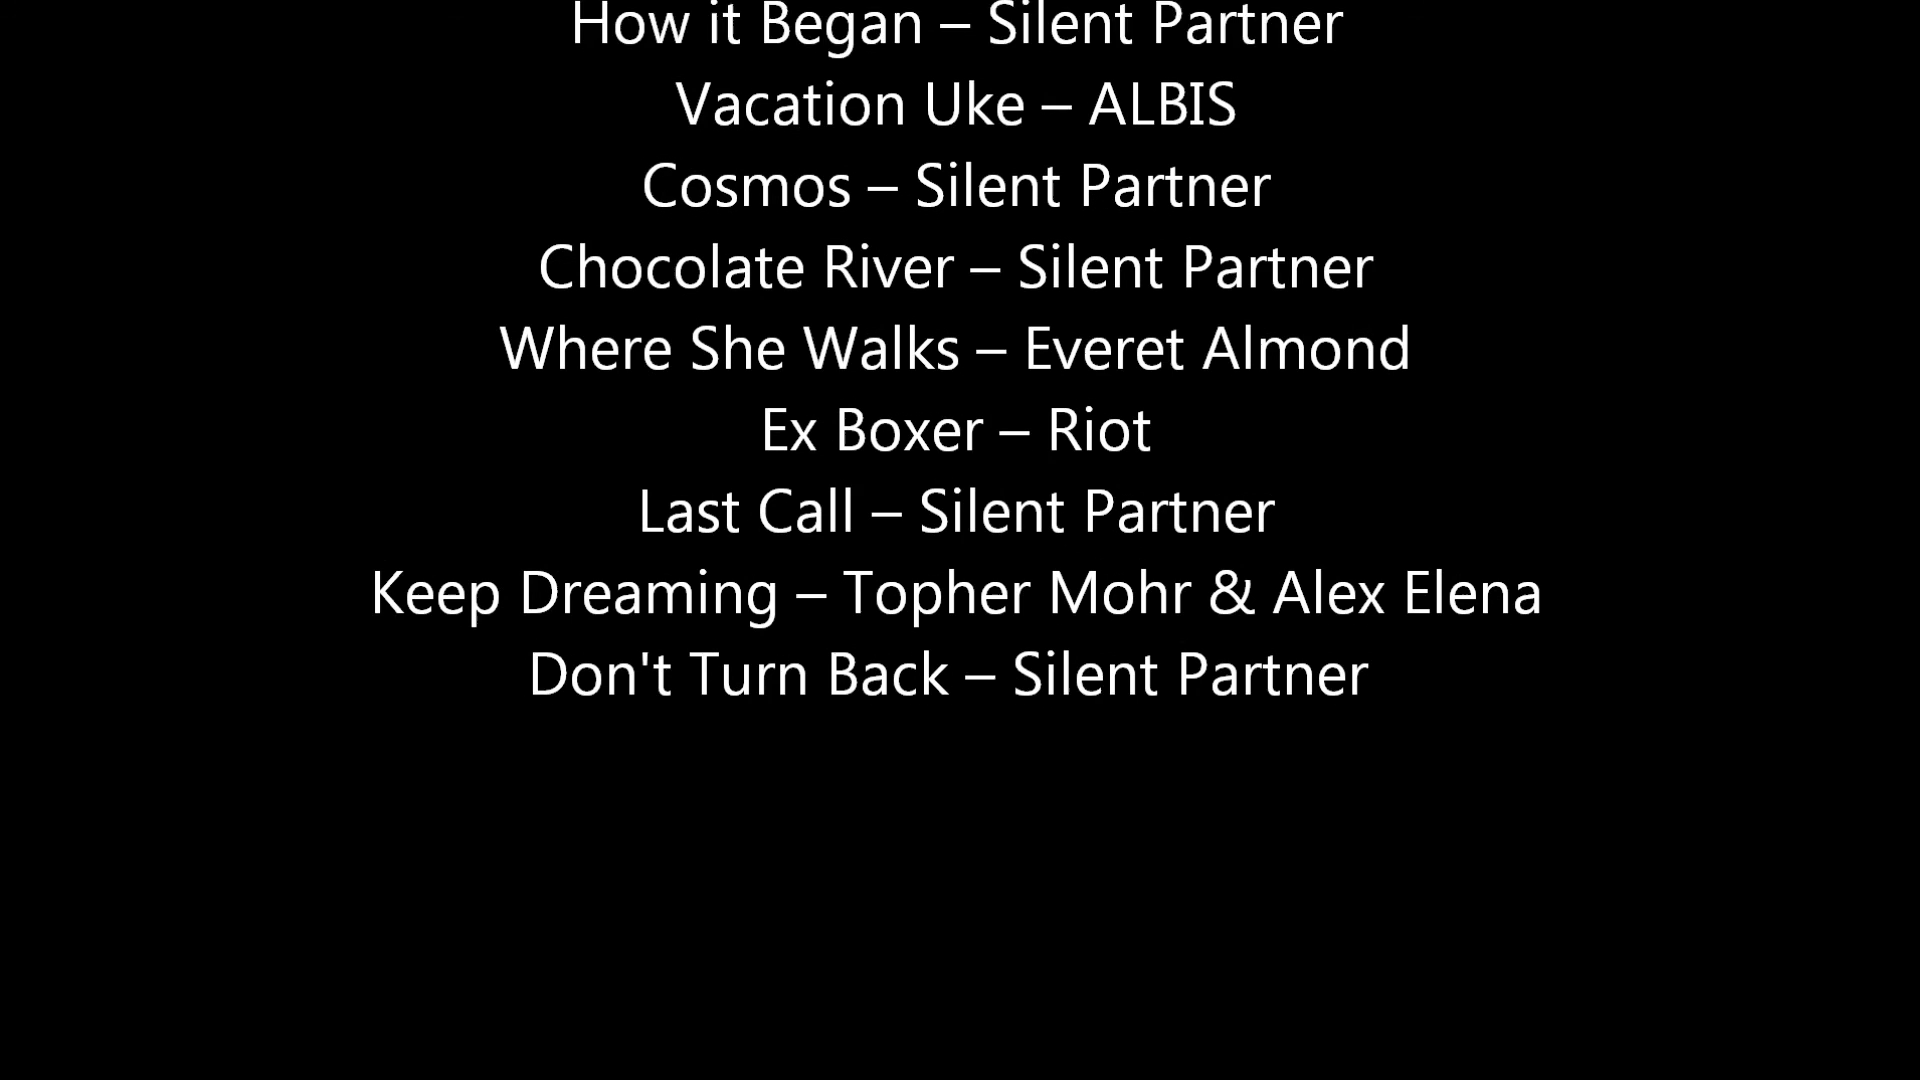 How it Began – Silent Partner
Vacation Uke – ALBIS
Cosmos – Silent Partner
Chocolate River – Silent Partner
Where She Walks – Everet Almond
Ex Boxer – Riot
Last Call – Silent Partner
Keep Dreaming – Topher Mohr & Alex Elena
Don't Turn Back – Silent Partner